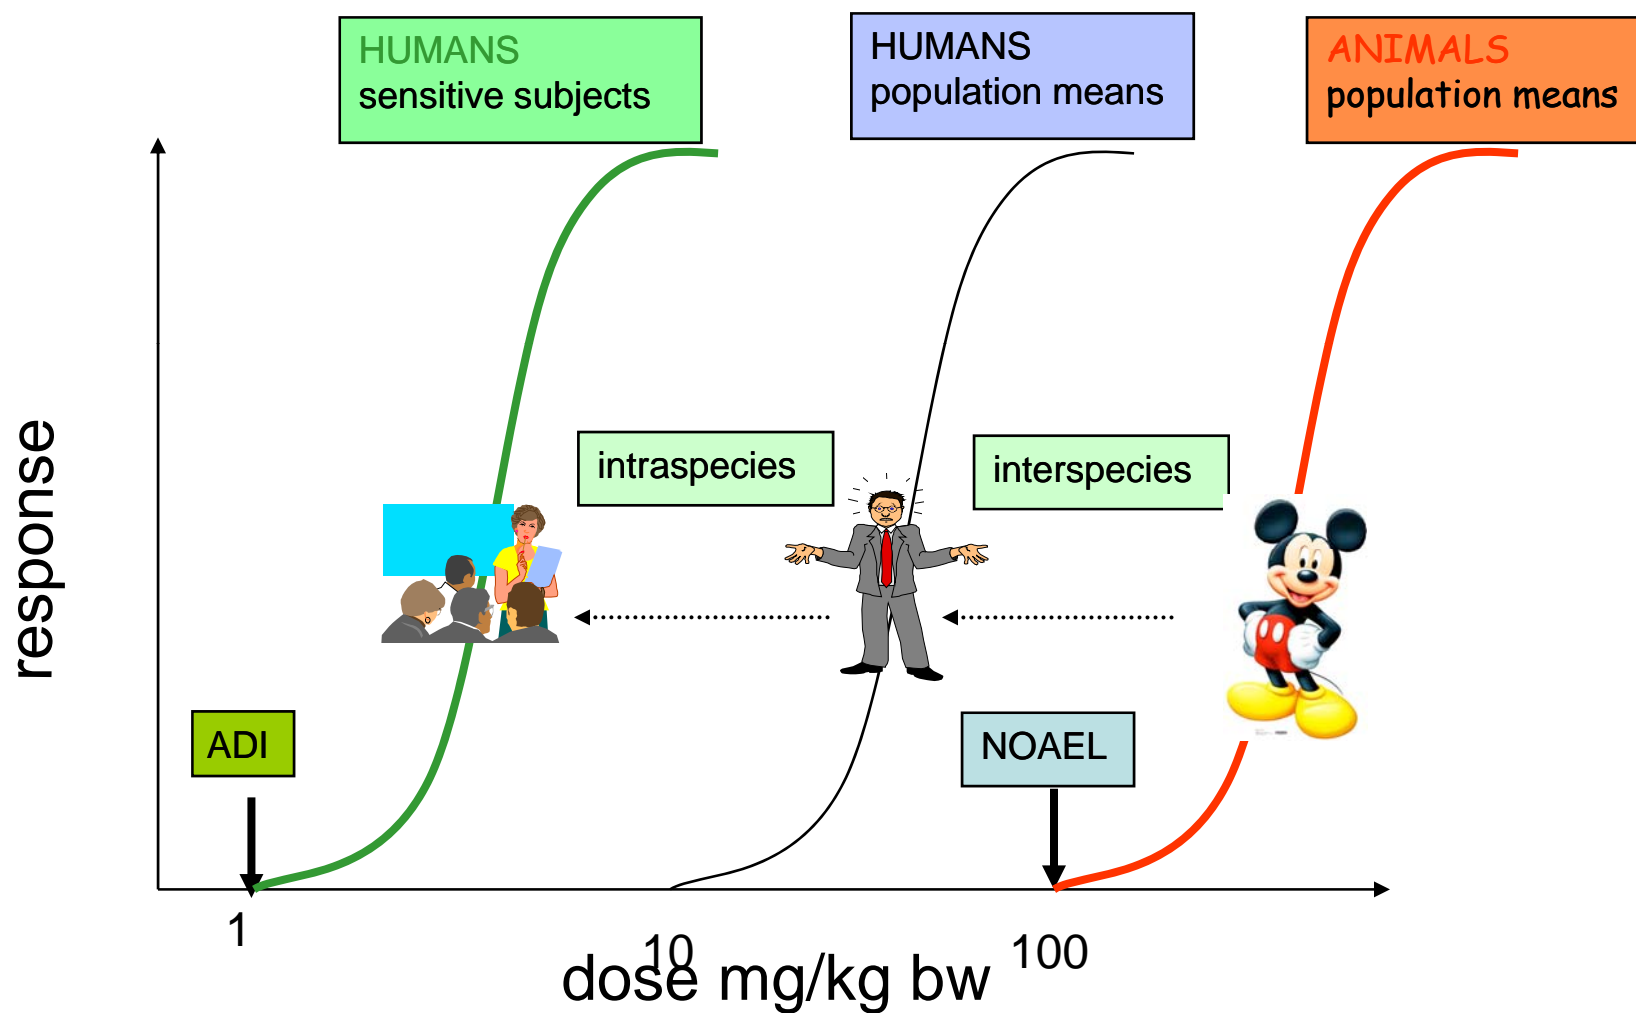 HUMANS
sensitive subjects
HUMANS
population means
ANIMALS
population means
response
intraspecies
interspecies
ADI
NOAEL
1
10
100
dose mg/kg bw